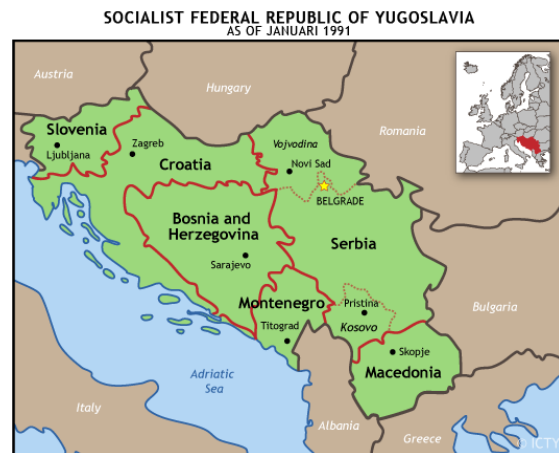 SOCIALIST FEDERAL REPUBLIC OF YUGOSLAVIA
AS OF JANUARI 1991
Austria
Hungary
Romania
Slovenia
Ljubljana
Zagreb
Croatia
Vojvodina
Novi Sad
BELGRADE
Bosnia and
Herzegovina
Sarajevo
Serbia
Montenegro
Titograd
Pristina
Kosovo
Bulgaria
Skopje
Macedonia
Adriatic
Sea
Italy
Albania
Greece
© ICTY